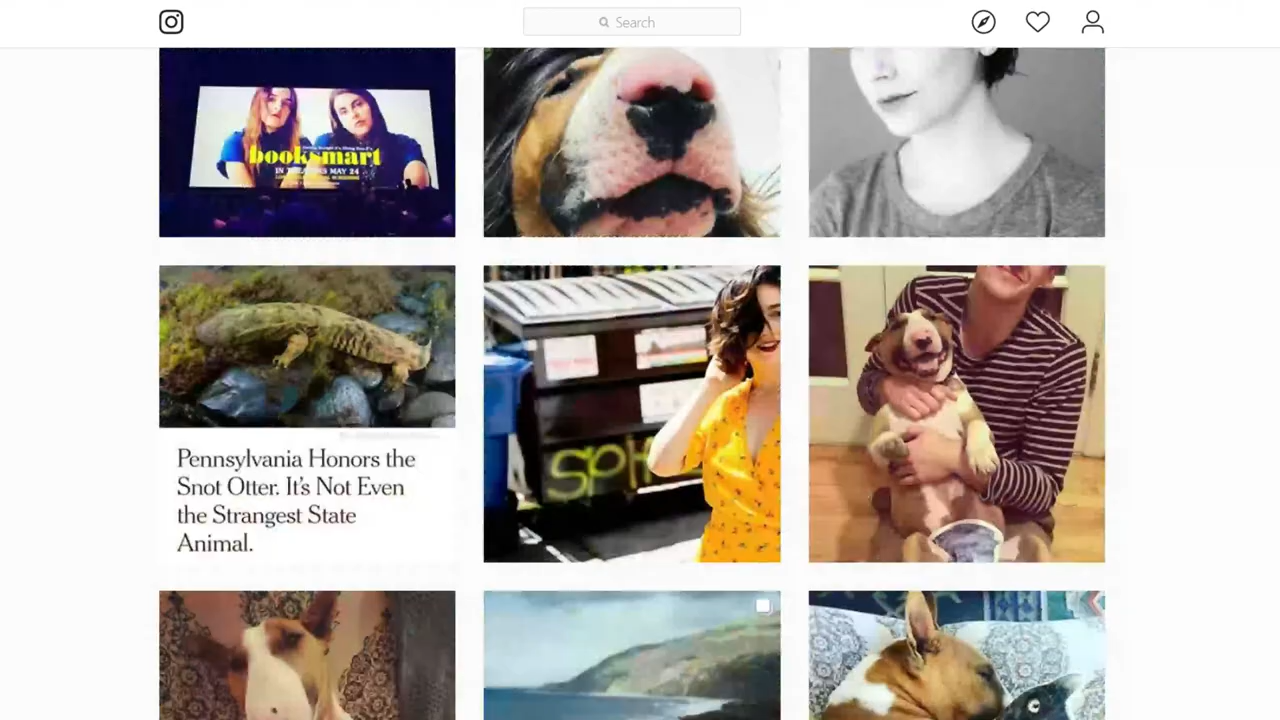 Search
booksmart
IN THEATERS MAY 24
Pennsylvania Honors the
Snot Otter. It's Not Even
the Strangest State
Animal.